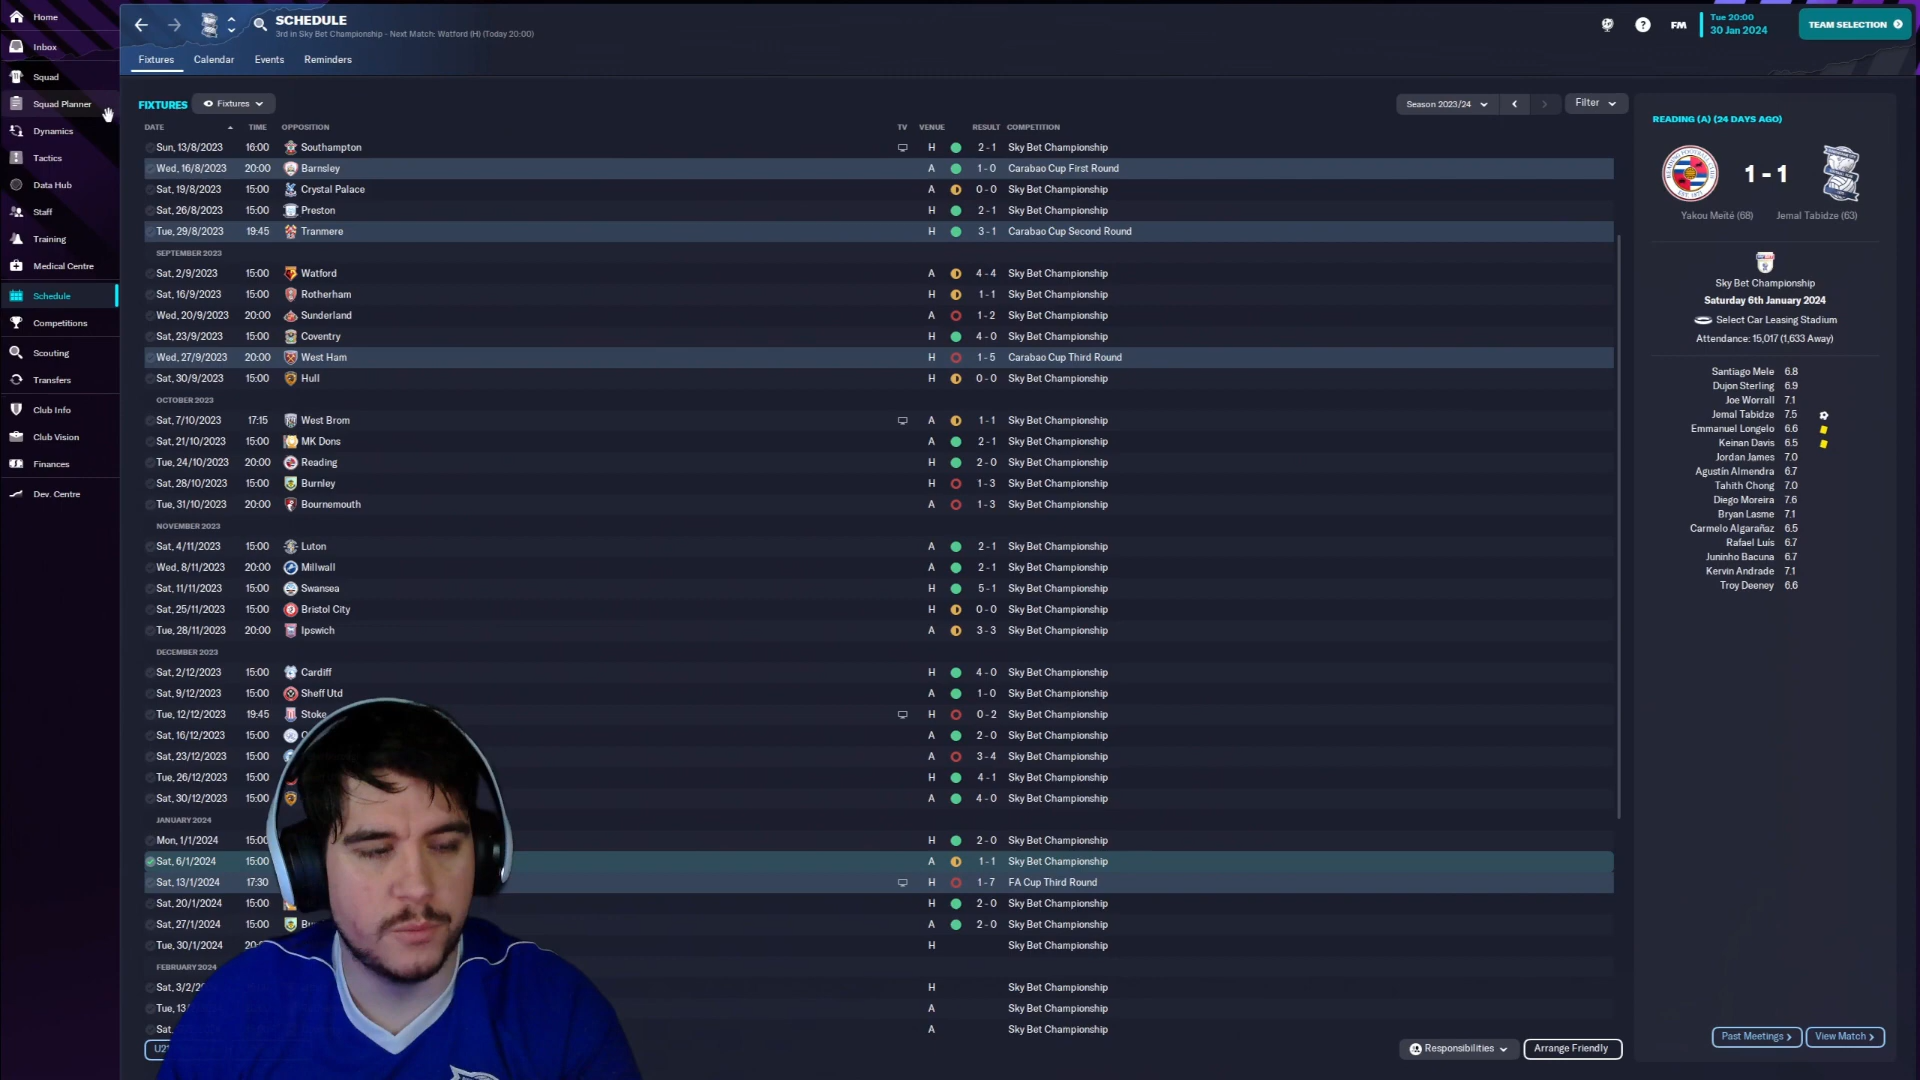 Home
Inbox
Squad
Squad Planner
Dynamics
Tactics
Data Hub
Staff
Training
Medical Centre
Schedule
Competitions
Scouting
Transfers
Club Info
Club Vision
Finances
Dev. Centre
SCHEDULE
3rd in Sky Bet Championship - Next Match: Watford (H) (Today 20:00)
FM
Tue 20:00
30 Jan 2024
TEAM SELECTION
Fixtures Calendar Events Reminders
FIXTURES Fixtures
Season 2023/24 Filter
DATE TIME OPPOSITION TV VENUE RESULT COMPETITION
Sun, 13/8/2023 16:00 Southampton H 2 - 1 Sky Bet Championship
Wed, 16/8/2023 20:00 Barnsley A 1 - 0 Carabao Cup First Round
Sat, 19/8/2023 15:00 Crystal Palace A 0 - 0 Sky Bet Championship
Sat, 26/8/2023 15:00 Preston H 2 - 1 Sky Bet Championship
Tue, 29/8/2023 19:45 Tranmere H 3 - 1 Carabao Cup Second Round
SEPTEMBER 2023
Sat, 2/9/2023 15:00 Watford A 4 - 4 Sky Bet Championship
Sat, 16/9/2023 15:00 Rotherham H 1 - 1 Sky Bet Championship
Wed, 20/9/2023 20:00 Sunderland A 1 - 2 Sky Bet Championship
Sat, 23/9/2023 15:00 Coventry H 4 - 0 Sky Bet Championship
Wed, 27/9/2023 20:00 West Ham H 1 - 5 Carabao Cup Third Round
Sat, 30/9/2023 15:00 Hull H 0 - 0 Sky Bet Championship
OCTOBER 2023
Sat, 7/10/2023 17:15 West Brom A 1 - 1 Sky Bet Championship
Sat, 21/10/2023 15:00 MK Dons A 2 - 1 Sky Bet Championship
Tue, 24/10/2023 20:00 Reading H 2 - 0 Sky Bet Championship
Sat, 28/10/2023 15:00 Burnley H 1 - 3 Sky Bet Championship
Tue, 31/10/2023 20:00 Bournemouth A 1 - 3 Sky Bet Championship
NOVEMBER 2023
Sat, 4/11/2023 15:00 Luton A 2 - 1 Sky Bet Championship
Wed, 8/11/2023 20:00 Millwall A 2 - 1 Sky Bet Championship
Sat, 11/11/2023 15:00 Swansea H 5 - 1 Sky Bet Championship
Sat, 25/11/2023 15:00 Bristol City H 0 - 0 Sky Bet Championship
Tue, 28/11/2023 20:00 Ipswich A 3 - 3 Sky Bet Championship
DECEMBER 2023
Sat, 2/12/2023 15:00 Cardiff H 4 - 0 Sky Bet Championship
Sat, 9/12/2023 15:00 Sheff Utd A 1 - 0 Sky Bet Championship
Tue, 12/12/2023 19:45 Stoke H 0 - 2 Sky Bet Championship
Sat, 16/12/2023 15:00 A 2 - 0 Sky Bet Championship
Sat, 23/12/2023 15:00 A 3 - 4 Sky Bet Championship
Tue, 26/12/2023 15:00 H 4 - 1 Sky Bet Championship
Sat, 30/12/2023 15:00 A 4 - 0 Sky Bet Championship
JANUARY 2024
Mon, 1/1/2024 15:00 H 2 - 0 Sky Bet Championship
Sat, 6/1/2024 15:00 A 1 - 1 Sky Bet Championship
Sat, 13/1/2024 17:30 H 1 - 7 FA Cup Third Round
Sat, 20/1/2024 15:00 H 2 - 0 Sky Bet Championship
Sat, 27/1/2024 15:00 Bu A 2 - 0 Sky Bet Championship
Tue, 30/1/2024 20: H Sky Bet Championship
FEBRUARY 2024
Sat, 3/2/2 H Sky Bet Championship
Tue, 13/ A Sky Bet Championship
Sat, A Sky Bet Championship
U2
Responsibilities Arrange Friendly
READING (A) (24 DAYS AGO)
1 - 1
Yakou Meïté (68) Jemal Tabidze (63)
Sky Bet Championship
Saturday 6th January 2024
Select Car Leasing Stadium
Attendance: 15,017 (1,633 Away)
Santiago Mele 6.8
Dujon Sterling 6.9
Joe Worrall 7.1
Jemal Tabidze 7.5
Emmanuel Longelo 6.6
Keinan Davis 6.5
Jordan James 7.0
Agustín Almendra 6.7
Tahith Chong 7.0
Diego Moreira 7.6
Bryan Lasme 7.1
Carmelo Algarañaz 6.5
Rafael Luís 6.7
Juninho Bacuna 6.7
Kervin Andrade 7.1
Troy Deeney 6.6
Past Meetings View Match